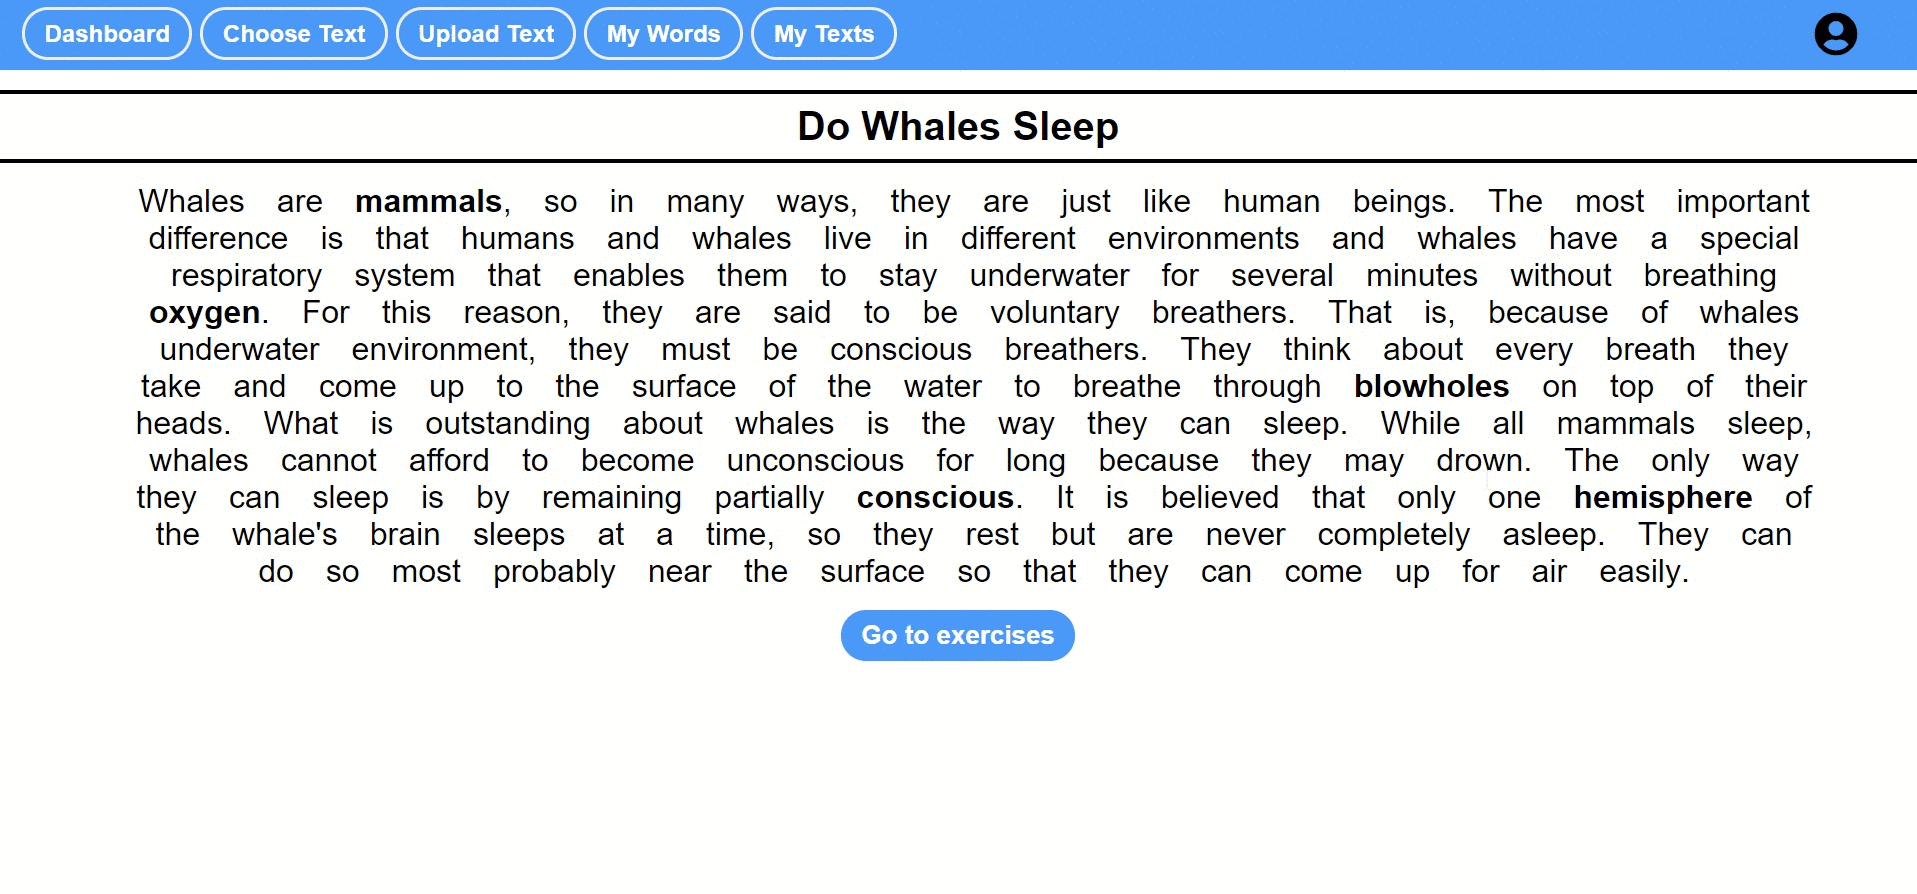 Dashboard Choose Text Upload Text My Words My Texts
Do Whales Sleep
Whales are mammals, so in many ways, they are just like human beings. The most important
difference is that humans and whales live in different environments and whales have a special
respiratory system that enables them to stay underwater for several minutes without breathing
oxygen. For this reason, they are said to be voluntary breathers. That is, because of whales
underwater environment, they must be conscious breathers. They think about every breath they
take and come up to the surface of the water to breathe through blowholes on top of their
heads. What is outstanding about whales is the way they can sleep. While all mammals sleep,
whales cannot afford to become unconscious for long because they may drown. The only way
they can sleep is by remaining partially conscious. It is believed that only one hemisphere of
the whale's brain sleeps at a time, so they rest but are never completely asleep. They can
do so most probably near the surface so that they can come up for air easily.
Go to exercises